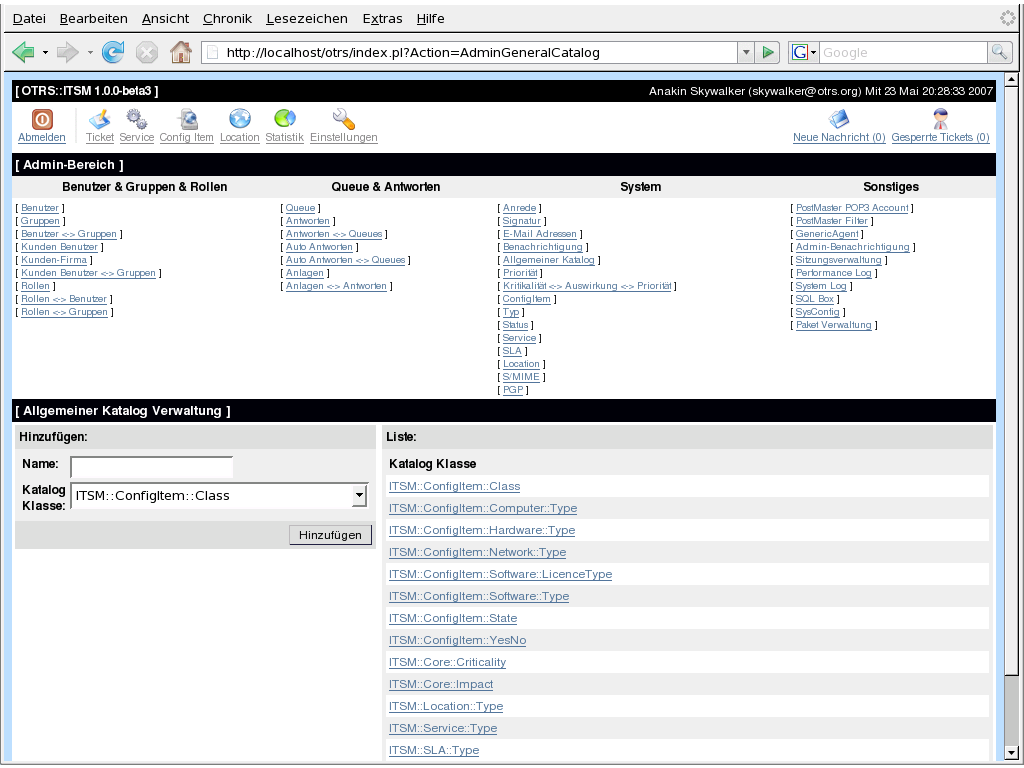 Datei Bearbeiten Ansicht Chronik Lesezeichen Extras Hilfe
http://localhost/otrs/index.pl?Action=AdminGeneralCatalog
G Google
[ OTRS::ITSM 1.0.0-beta3 ] Anakin Skywalker (skywalker@otrs.org) Mit 23 Mai 20:28:33 2007
Abmelden Ticket Service Config Item Location Statistik Einstellungen Neue Nachricht (0) Gesperrte Tickets (0)
[ Admin-Bereich ]
Benutzer & Gruppen & Rollen Queue & Antworten System Sonstiges
[ Benutzer ] [ Queue ] [ Anrede ] [ PostMaster POP3 Account ]
[ Gruppen ] [ Antworten ] [ Signatur ] [ PostMaster Filter ]
[ Benutzer <-> Gruppen ] [ Antworten <-> Queues ] [ E-Mail Adressen ] [ GenericAgent ]
[ Kunden Benutzer ] [ Auto Antworten ] [ Benachrichtigung ] [ Admin-Benachrichtigung ]
[ Kunden-Firma ] [ Auto Antworten <-> Queues ] [ Allgemeiner Katalog ] [ Sitzungsverwaltung ]
[ Kunden Benutzer <-> Gruppen ] [ Anlagen ] [ Priorität ] [ Performance Log ]
[ Rollen ] [ Anlagen <-> Antworten ] [ Kritikalität <-> Auswirkung <-> Priorität ] [ System Log ]
[ Rollen <-> Benutzer ] [ ConfigItem ] [ SQL Box ]
[ Rollen <-> Gruppen ] [ Typ ] [ SysConfig ]
[ Status ] [ Paket Verwaltung ]
[ Service ]
[ SLA ]
[ Location ]
[ S/MIME ]
[ PGP ]
[ Allgemeiner Katalog Verwaltung ]
Hinzufügen:
Name:
Katalog Klasse: ITSM::ConfigItem::Class
Hinzufügen
Liste:
Katalog Klasse
ITSM::ConfigItem::Class
ITSM::ConfigItem::Computer::Type
ITSM::ConfigItem::Hardware::Type
ITSM::ConfigItem::Network::Type
ITSM::ConfigItem::Software::LicenceType
ITSM::ConfigItem::Software::Type
ITSM::ConfigItem::State
ITSM::ConfigItem::YesNo
ITSM::Core::Criticality
ITSM::Core::Impact
ITSM::Location::Type
ITSM::Service::Type
ITSM::SLA::Type